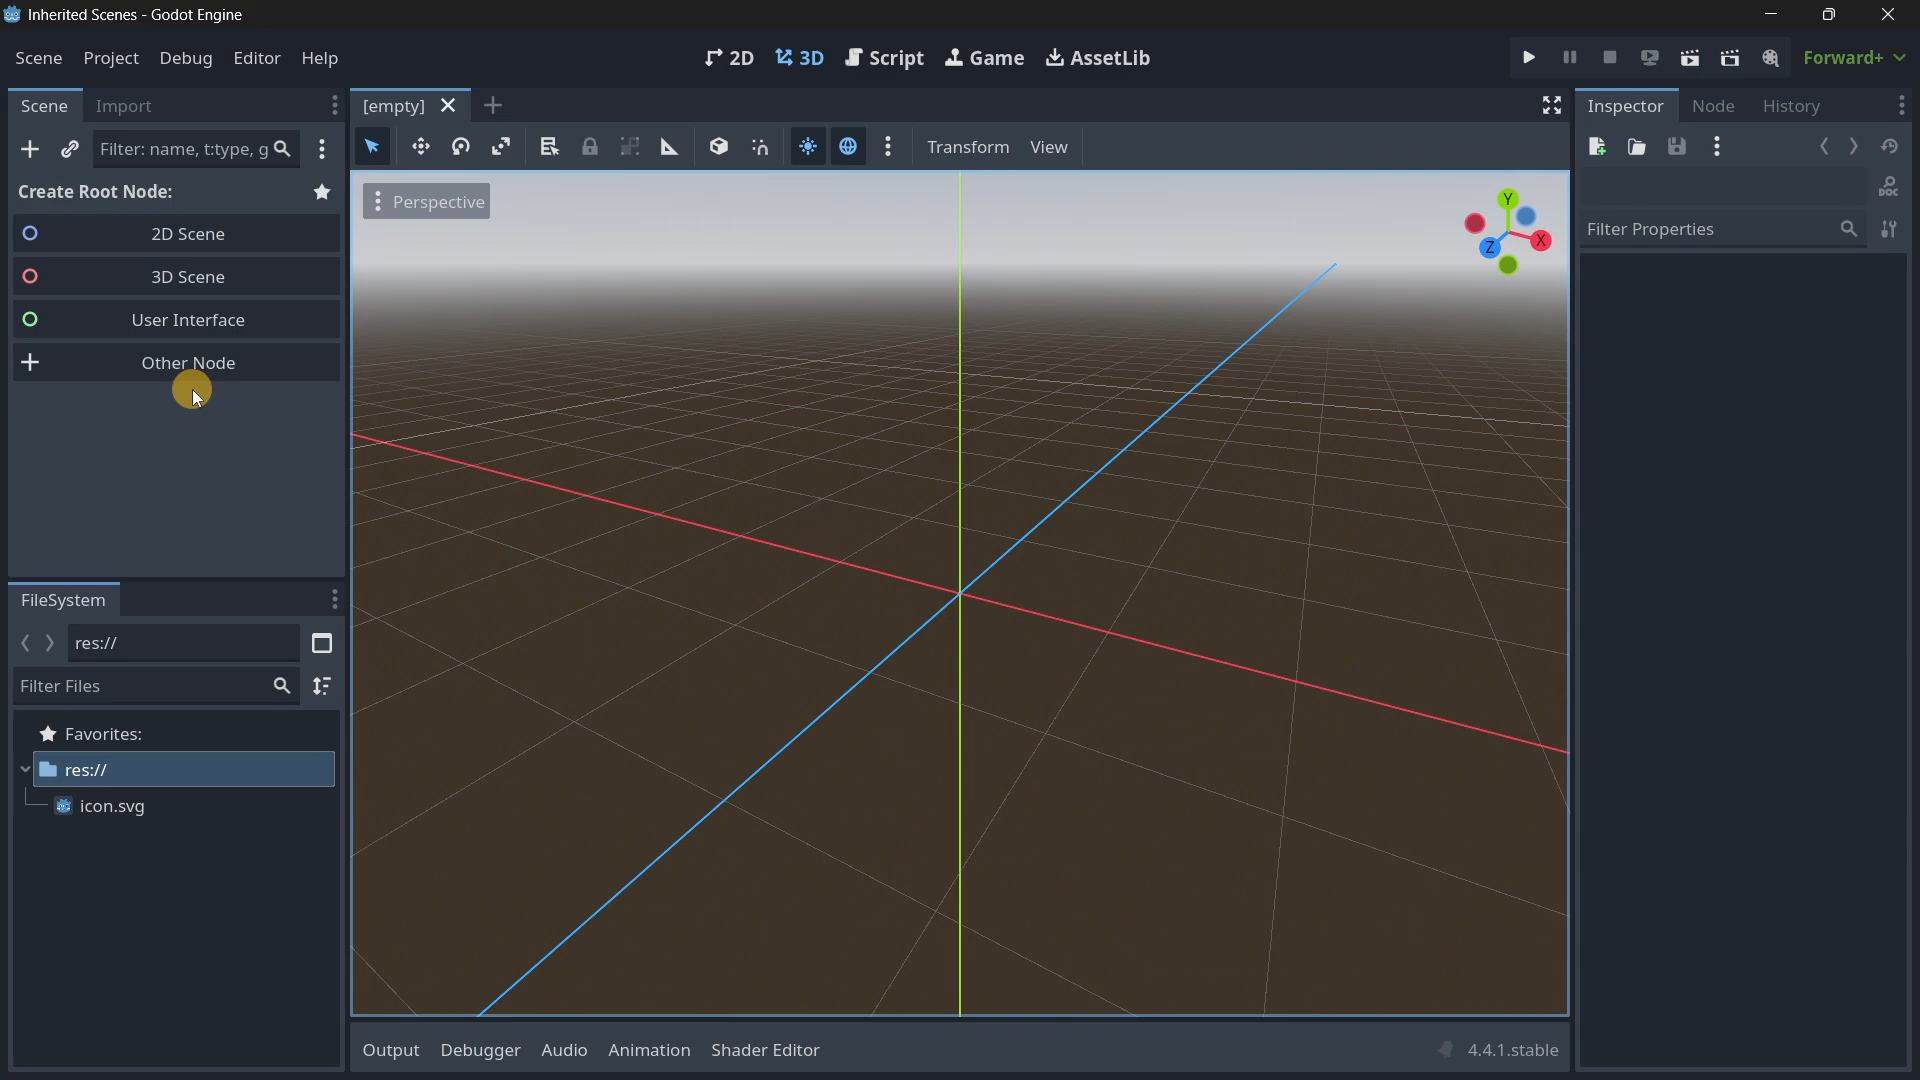 Inherited Scenes - Godot Engine
Scene Project Debug Editor Help
2D 3D Script Game AssetLib
Forward+
Scene Import
Filter: name, t:type, g
Create Root Node:
2D Scene
3D Scene
User Interface
Other Node
FileSystem
res://
Filter Files
Favorites:
res://
icon.svg
[empty]
Transform View
Perspective
Y
X
Z
Output Debugger Audio Animation Shader Editor
4.4.1.stable
Inspector Node History
DOC
Filter Properties